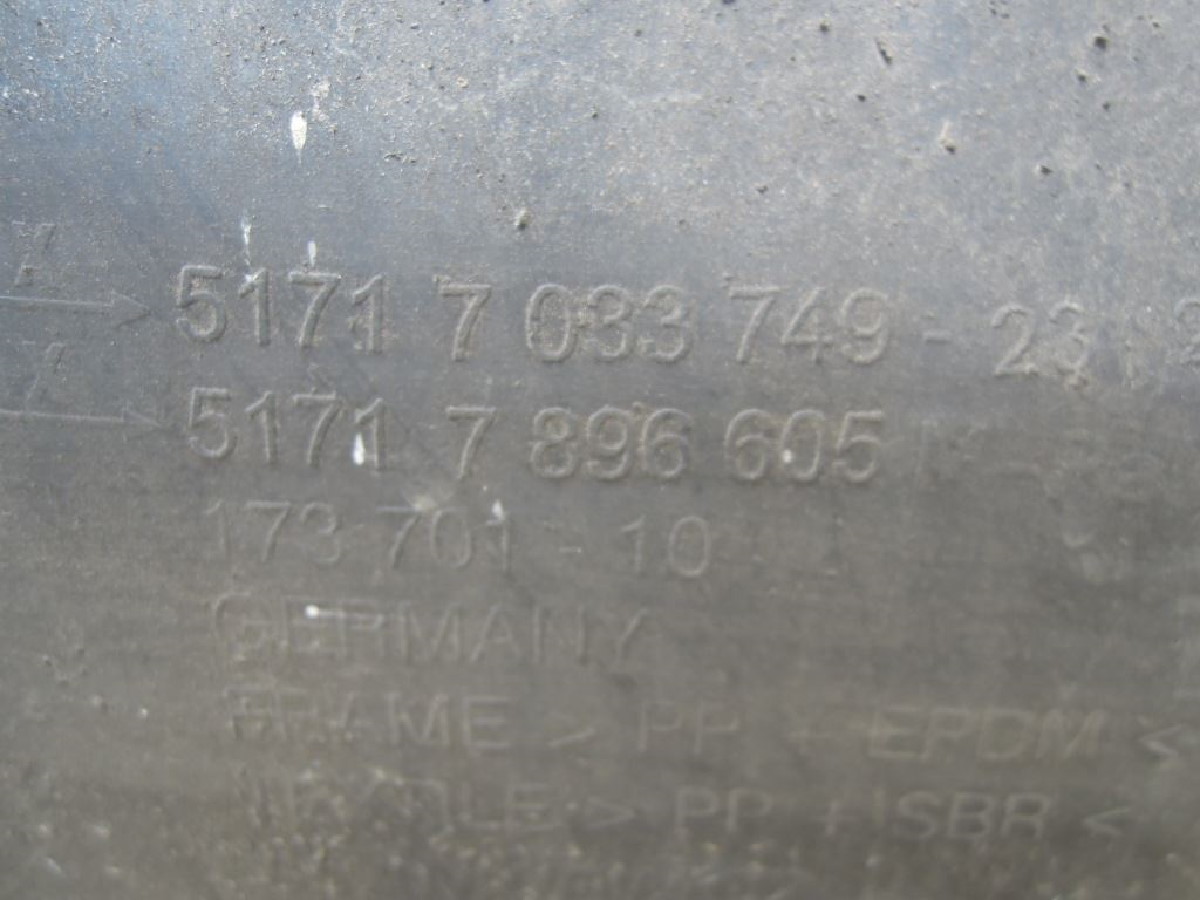 5171 7 033 749 - 23
5171 7 896 605
173 701 - 10
GERMANY
FRAME > PP + EPDM <
> PP + SBR <